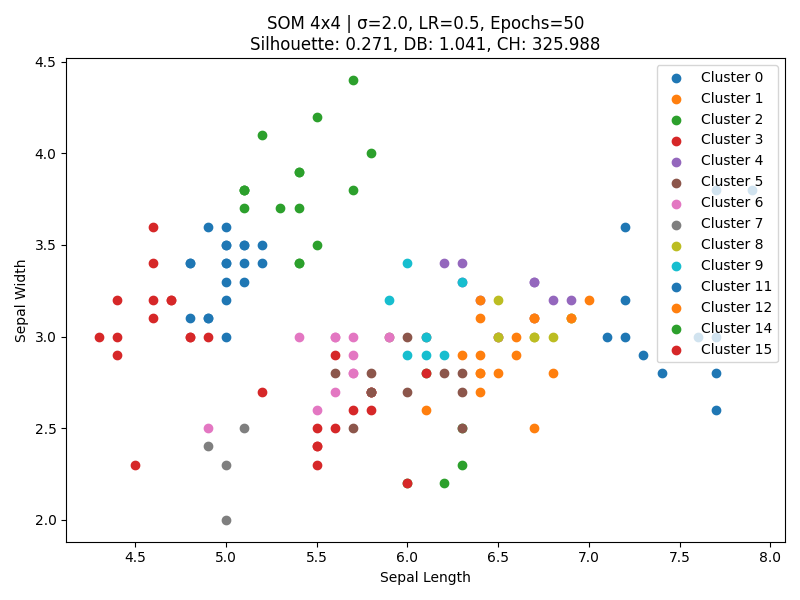 SOM 4x4 | σ=2.0, LR=0.5, Epochs=50
Silhouette: 0.271, DB: 1.041, CH: 325.988
4.5
4.0
3.5
3.0
2.5
2.0
Sepal Width
Cluster 0
Cluster 1
Cluster 2
Cluster 3
Cluster 4
Cluster 5
Cluster 6
Cluster 7
Cluster 8
Cluster 9
Cluster 11
Cluster 12
Cluster 14
Cluster 15
4.5 5.0 5.5 6.0 6.5 7.0 7.5 8.0
Sepal Length